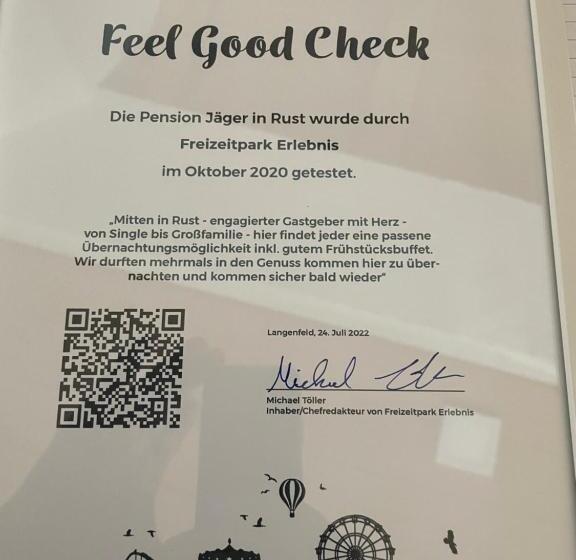 Feel Good Check
Die Pension Jäger in Rust wurde durch
Freizeitpark Erlebnis
im Oktober 2020 getestet.
„Mitten in Rust - engagierter Gastgeber mit Herz -
von Single bis Großfamilie - hier findet jeder eine passene
Übernachtungsmöglichkeit inkl. gutem Frühstücksbuffet.
Wir durften mehrmals in den Genuss kommen hier zu über-
nachten und kommen sicher bald wieder"
Langenfeld, 24. Juli 2022
Michael Töller
Inhaber/Chefredakteur von Freizeitpark Erlebnis